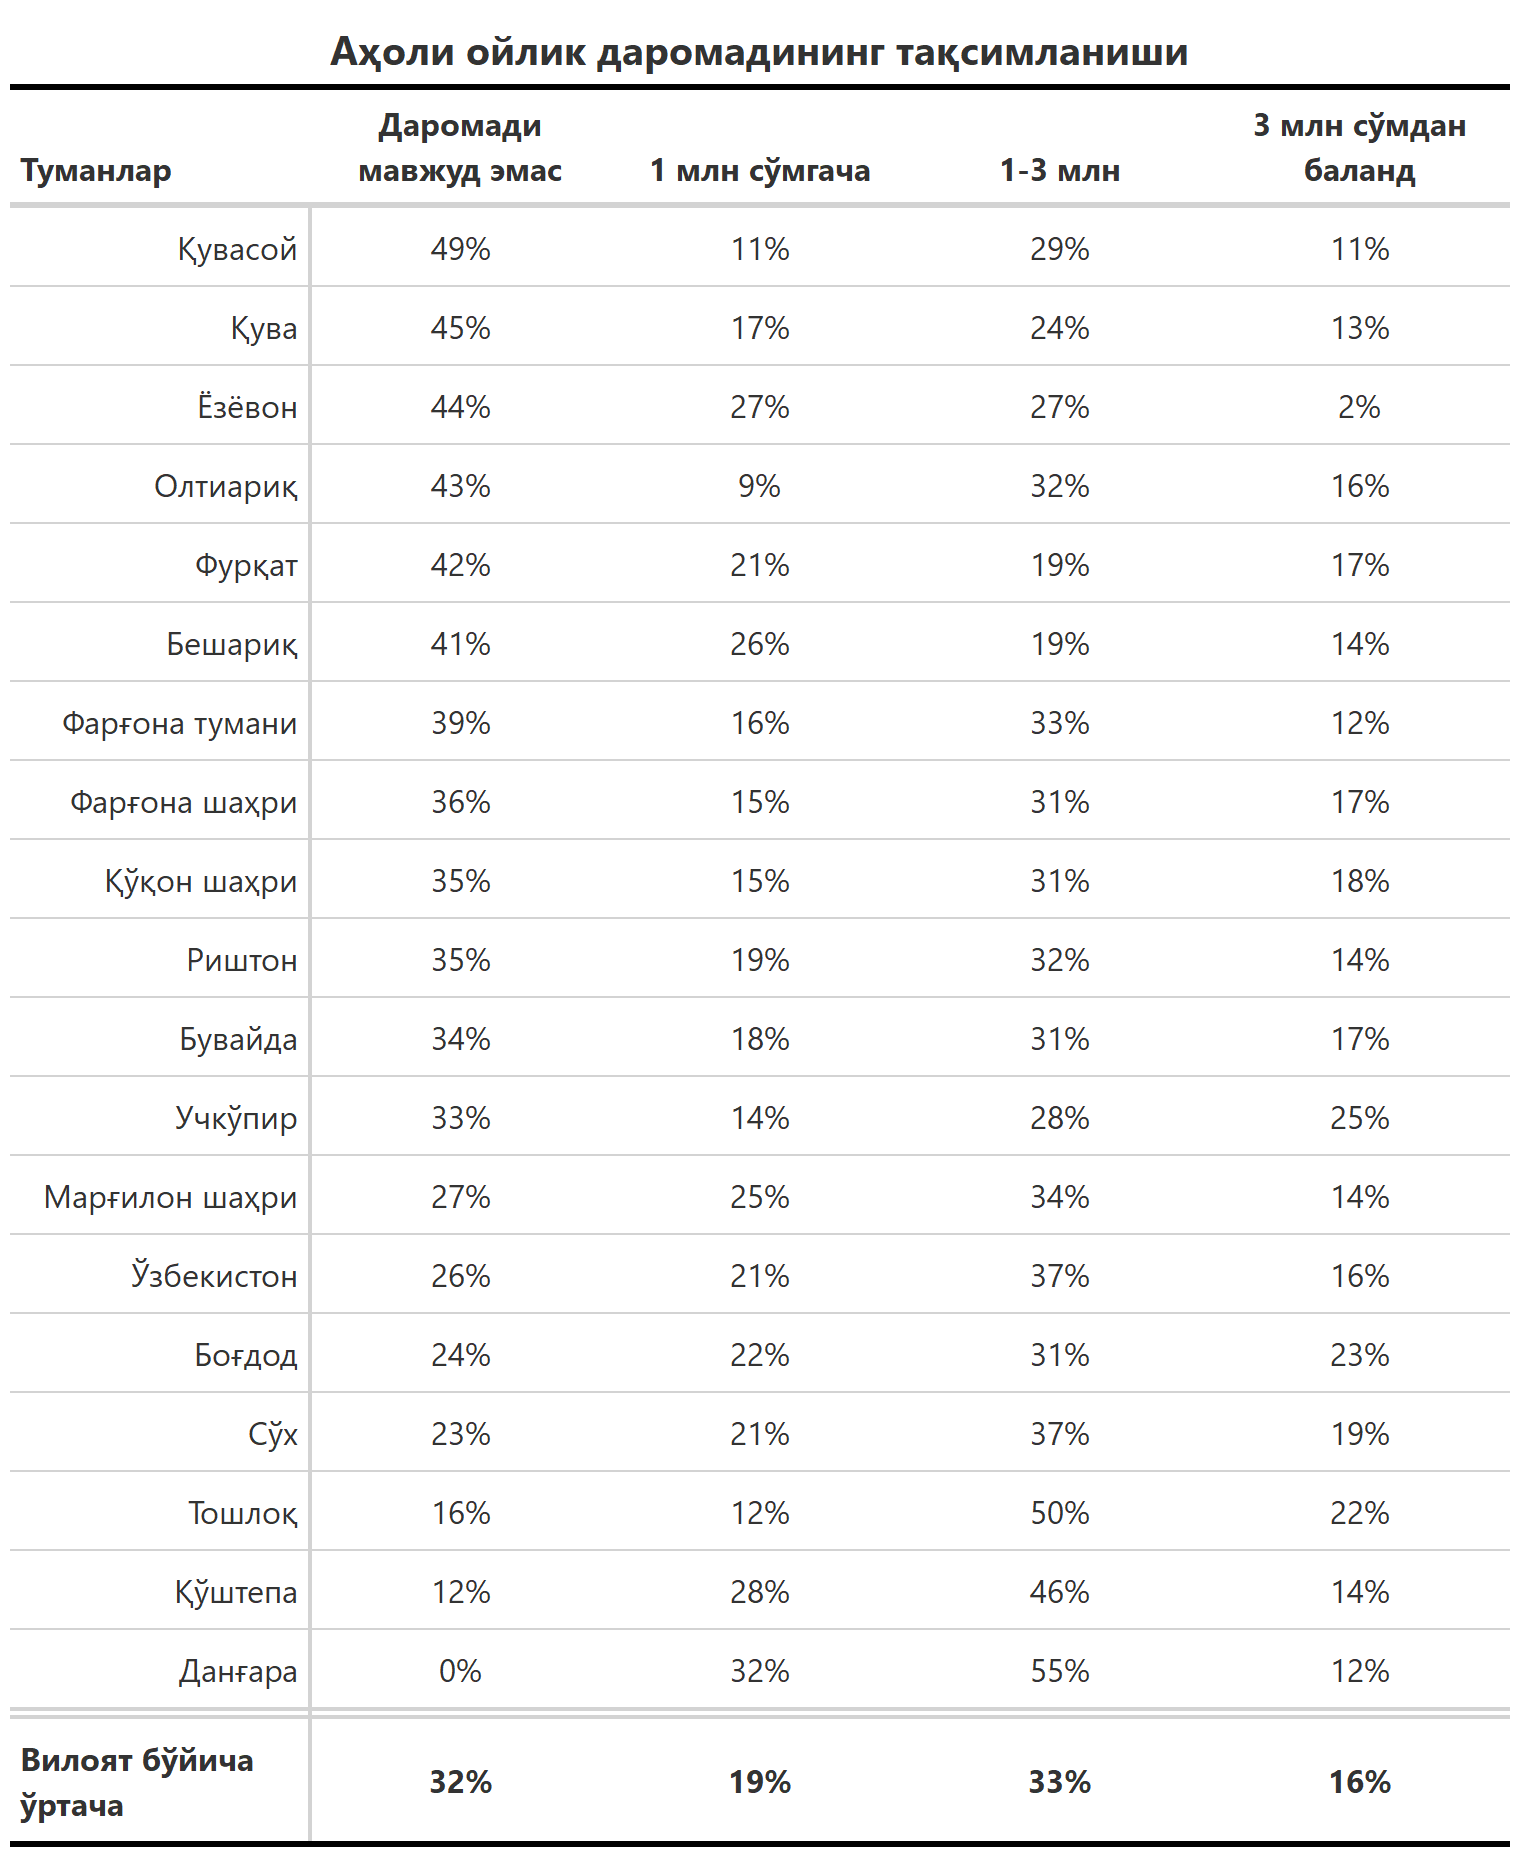 Аҳоли ойлик даромадининг тақсимланиши
Туманлар Даромади мавжуд эмас 1 млн сўмгача 1-3 млн 3 млн сўмдан баланд
Қувасой 49% 11% 29% 11%
Қува 45% 17% 24% 13%
Ёзёвон 44% 27% 27% 2%
Олтиариқ 43% 9% 32% 16%
Фурқат 42% 21% 19% 17%
Бешариқ 41% 26% 19% 14%
Фарғона тумани 39% 16% 33% 12%
Фарғона шаҳри 36% 15% 31% 17%
Қўқон шаҳри 35% 15% 31% 18%
Риштон 35% 19% 32% 14%
Бувайда 34% 18% 31% 17%
Учкўпир 33% 14% 28% 25%
Марғилон шаҳри 27% 25% 34% 14%
Ўзбекистон 26% 21% 37% 16%
Боғдод 24% 22% 31% 23%
Сўх 23% 21% 37% 19%
Тошлоқ 16% 12% 50% 22%
Қўштепа 12% 28% 46% 14%
Данғара 0% 32% 55% 12%
Вилоят бўйича ўртача 32% 19% 33% 16%